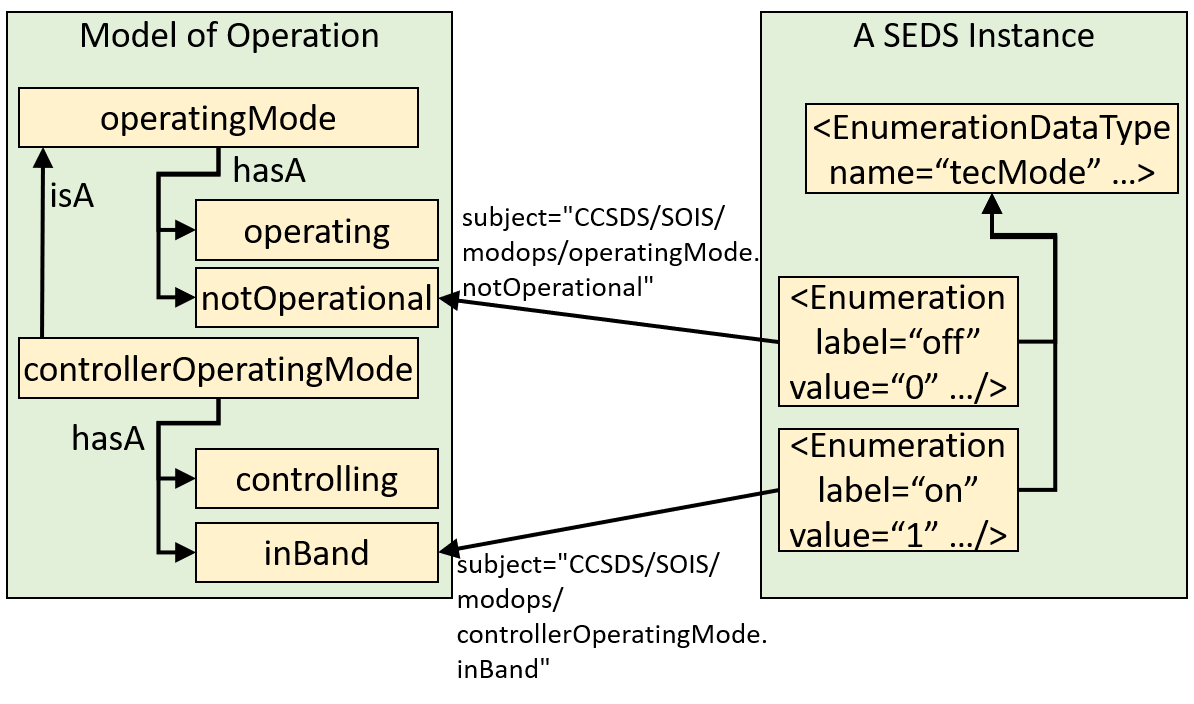 Model of Operation
operatingMode
hasA
isA
operating
notOperational
controllerOperatingMode
hasA
controlling
inBand
subject="CCSDS/SOIS/
modops/operatingMode.
notOperational"
subject="CCSDS/SOIS/
modops/
controllerOperatingMode.
inBand"
A SEDS Instance
<EnumerationDataType
name=“tecMode” …>
<Enumeration
label=“off”
value=“0” …/>
<Enumeration
label=“on”
value=“1” …/>